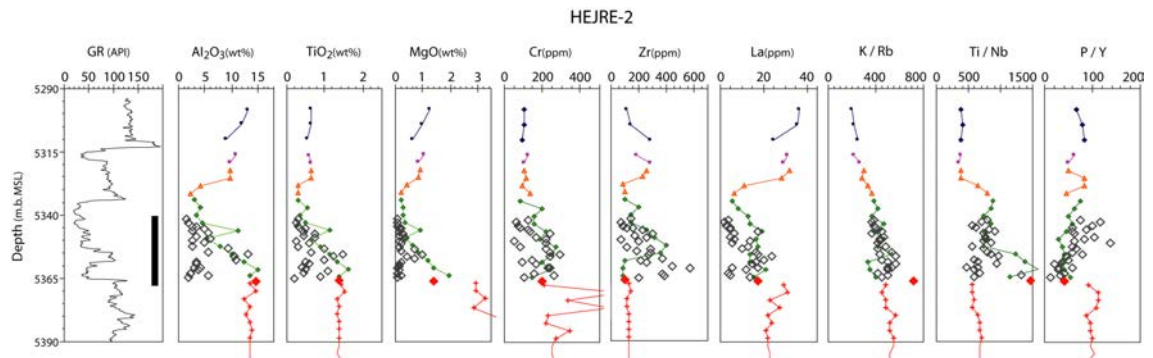 HEJRE-2
GR (API) Al₂O₃(wt%) TiO₂(wt%) MgO(wt%) Cr(ppm) Zr(ppm) La(ppm) K / Rb Ti / Nb P / Y
0 50 100 150 0 5 10 15 0 1 2 0 1 2 3 0 200 400 0 200 400 600 0 20 40 0 400 800 0 500 1000 1500 0 100 200
5290
5315
5340
5365
5390
Depth (m.b.MSL)